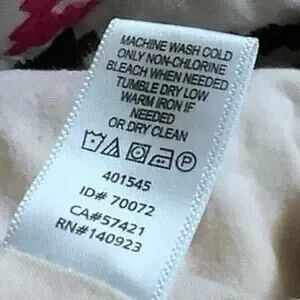 MACHINE WASH COLD
ONLY NON-CHLORINE
BLEACH WHEN NEEDED
TUMBLE DRY LOW
WARM IRON IF
NEEDED
OR DRY CLEAN
P
401545
ID# 70072
CA#57421
RN#140923